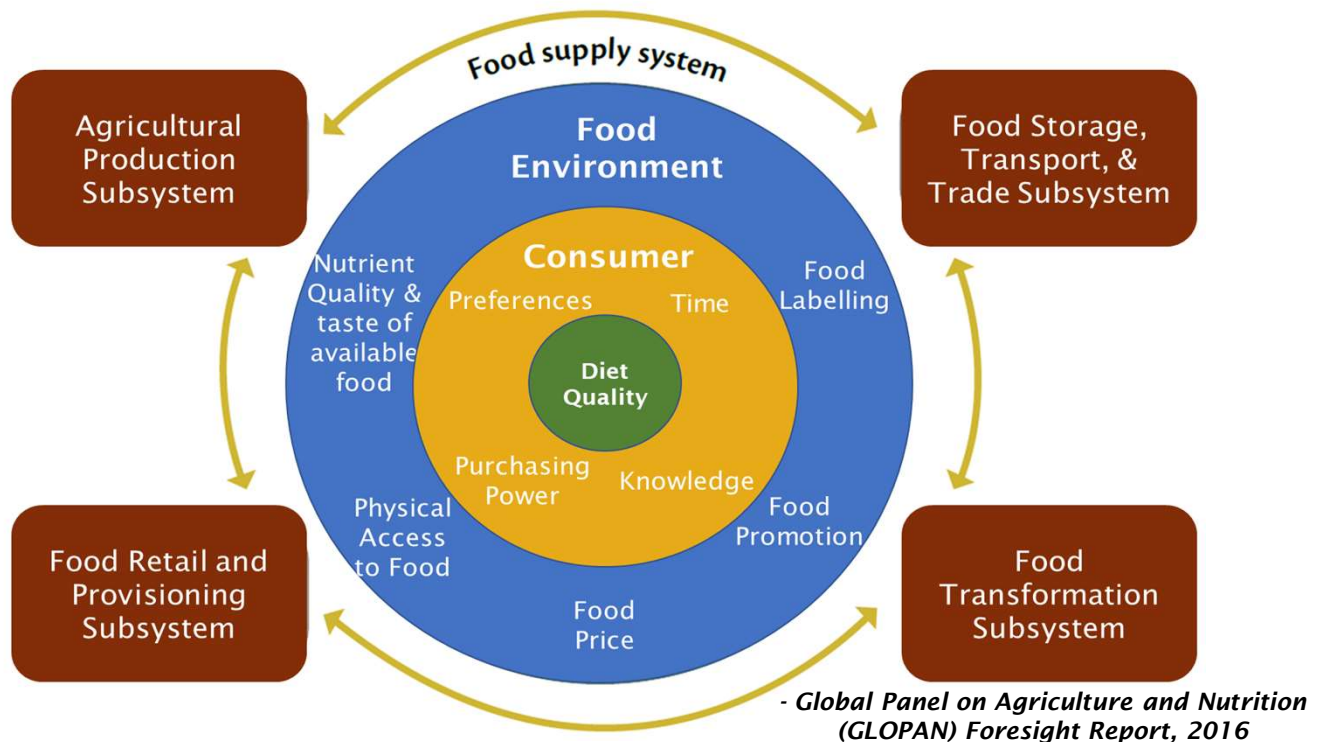 Food supply system
Agricultural
Production
Subsystem
Food Storage,
Transport, &
Trade Subsystem
Food
Environment
Nutrient
Quality &
taste of
available
food
Consumer
Preferences
Time
Food
Labelling
Diet
Quality
Purchasing
Power
Knowledge
Physical
Access
to Food
Food
Promotion
Food
Price
Food Retail and
Provisioning
Subsystem
Food
Transformation
Subsystem
- Global Panel on Agriculture and Nutrition
(GLOPAN) Foresight Report, 2016